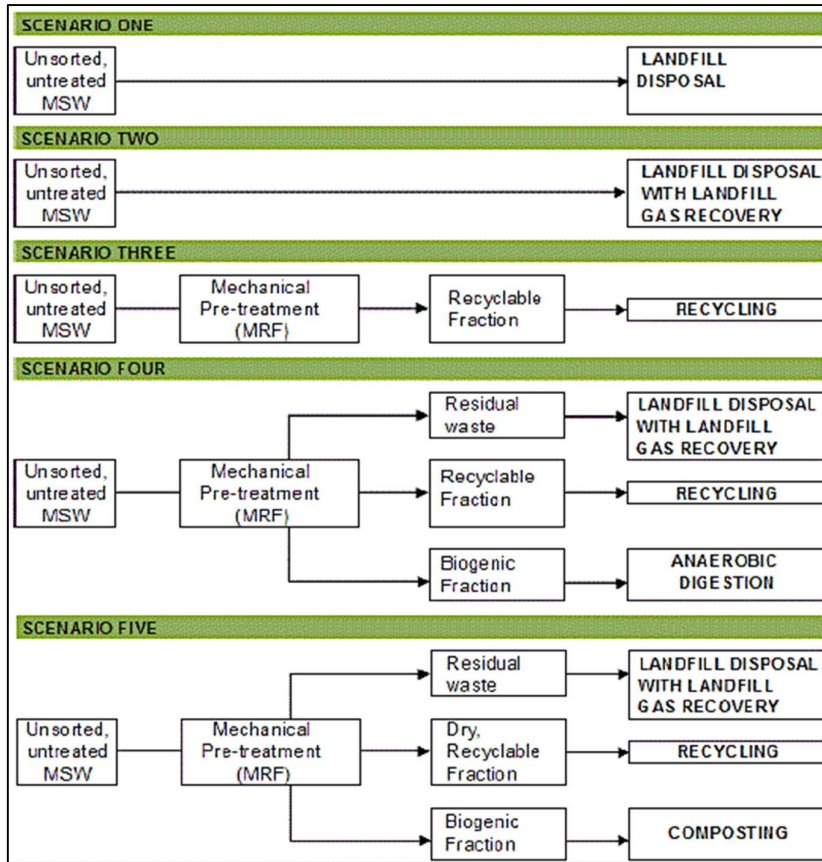 SCENARIO ONE
Unsorted,
untreated
MSW
LANDFILL
DISPOSAL
SCENARIO TWO
Unsorted,
untreated
MSW
LANDFILL DISPOSAL
WITH LANDFILL
GAS RECOVERY
SCENARIO THREE
Unsorted,
untreated
MSW
Mechanical
Pre-treatment
(MRF)
Recyclable
Fraction
RECYCLING
SCENARIO FOUR
Unsorted,
untreated
MSW
Mechanical
Pre-treatment
(MRF)
Residual
waste
LANDFILL DISPOSAL
WITH LANDFILL
GAS RECOVERY
Recyclable
Fraction
RECYCLING
Biogenic
Fraction
ANAEROBIC
DIGESTION
SCENARIO FIVE
Unsorted,
untreated
MSW
Mechanical
Pre-treatment
(MRF)
Residual
waste
LANDFILL DISPOSAL
WITH LANDFILL
GAS RECOVERY
Dry,
Recyclable
Fraction
RECYCLING
Biogenic
Fraction
COMPOSTING